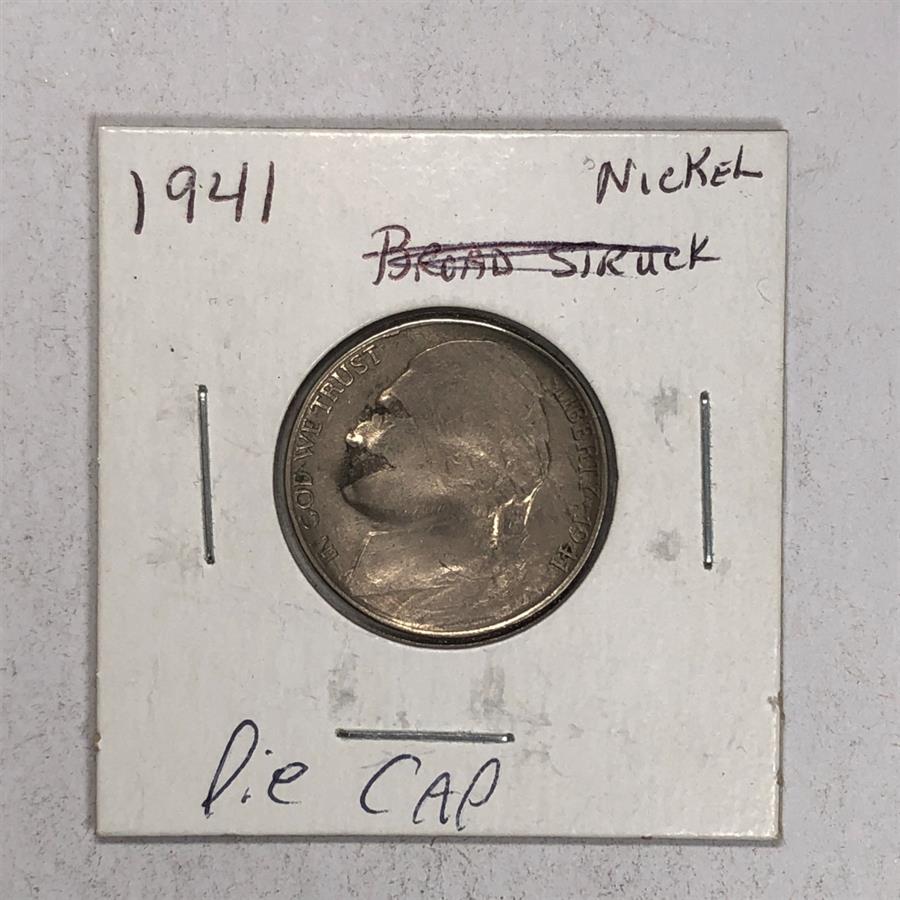 1941
NICKEL
BROAD STRUCK
IN GOD WE TRUST
LIBERTY 1941
Die CAP